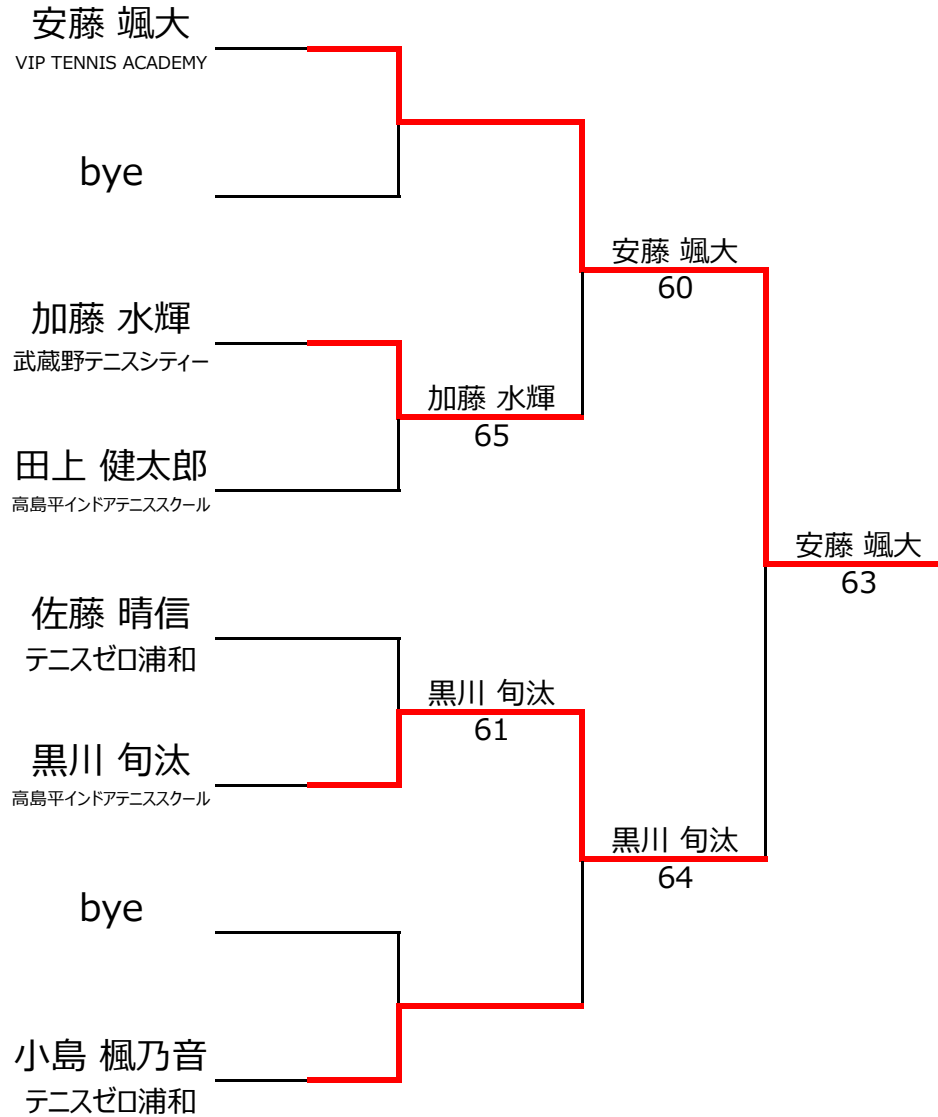 安藤 颯大
VIP TENNIS ACADEMY
bye
安藤 颯大
60
加藤 水輝
武蔵野テニスシティー
加藤 水輝
65
田上 健太郎
高島平インドアテニススクール
安藤 颯大
63
佐藤 晴信
テニスゼロ浦和
黒川 旬汰
61
黒川 旬汰
高島平インドアテニススクール
黒川 旬汰
64
bye
小島 楓乃音
テニスゼロ浦和